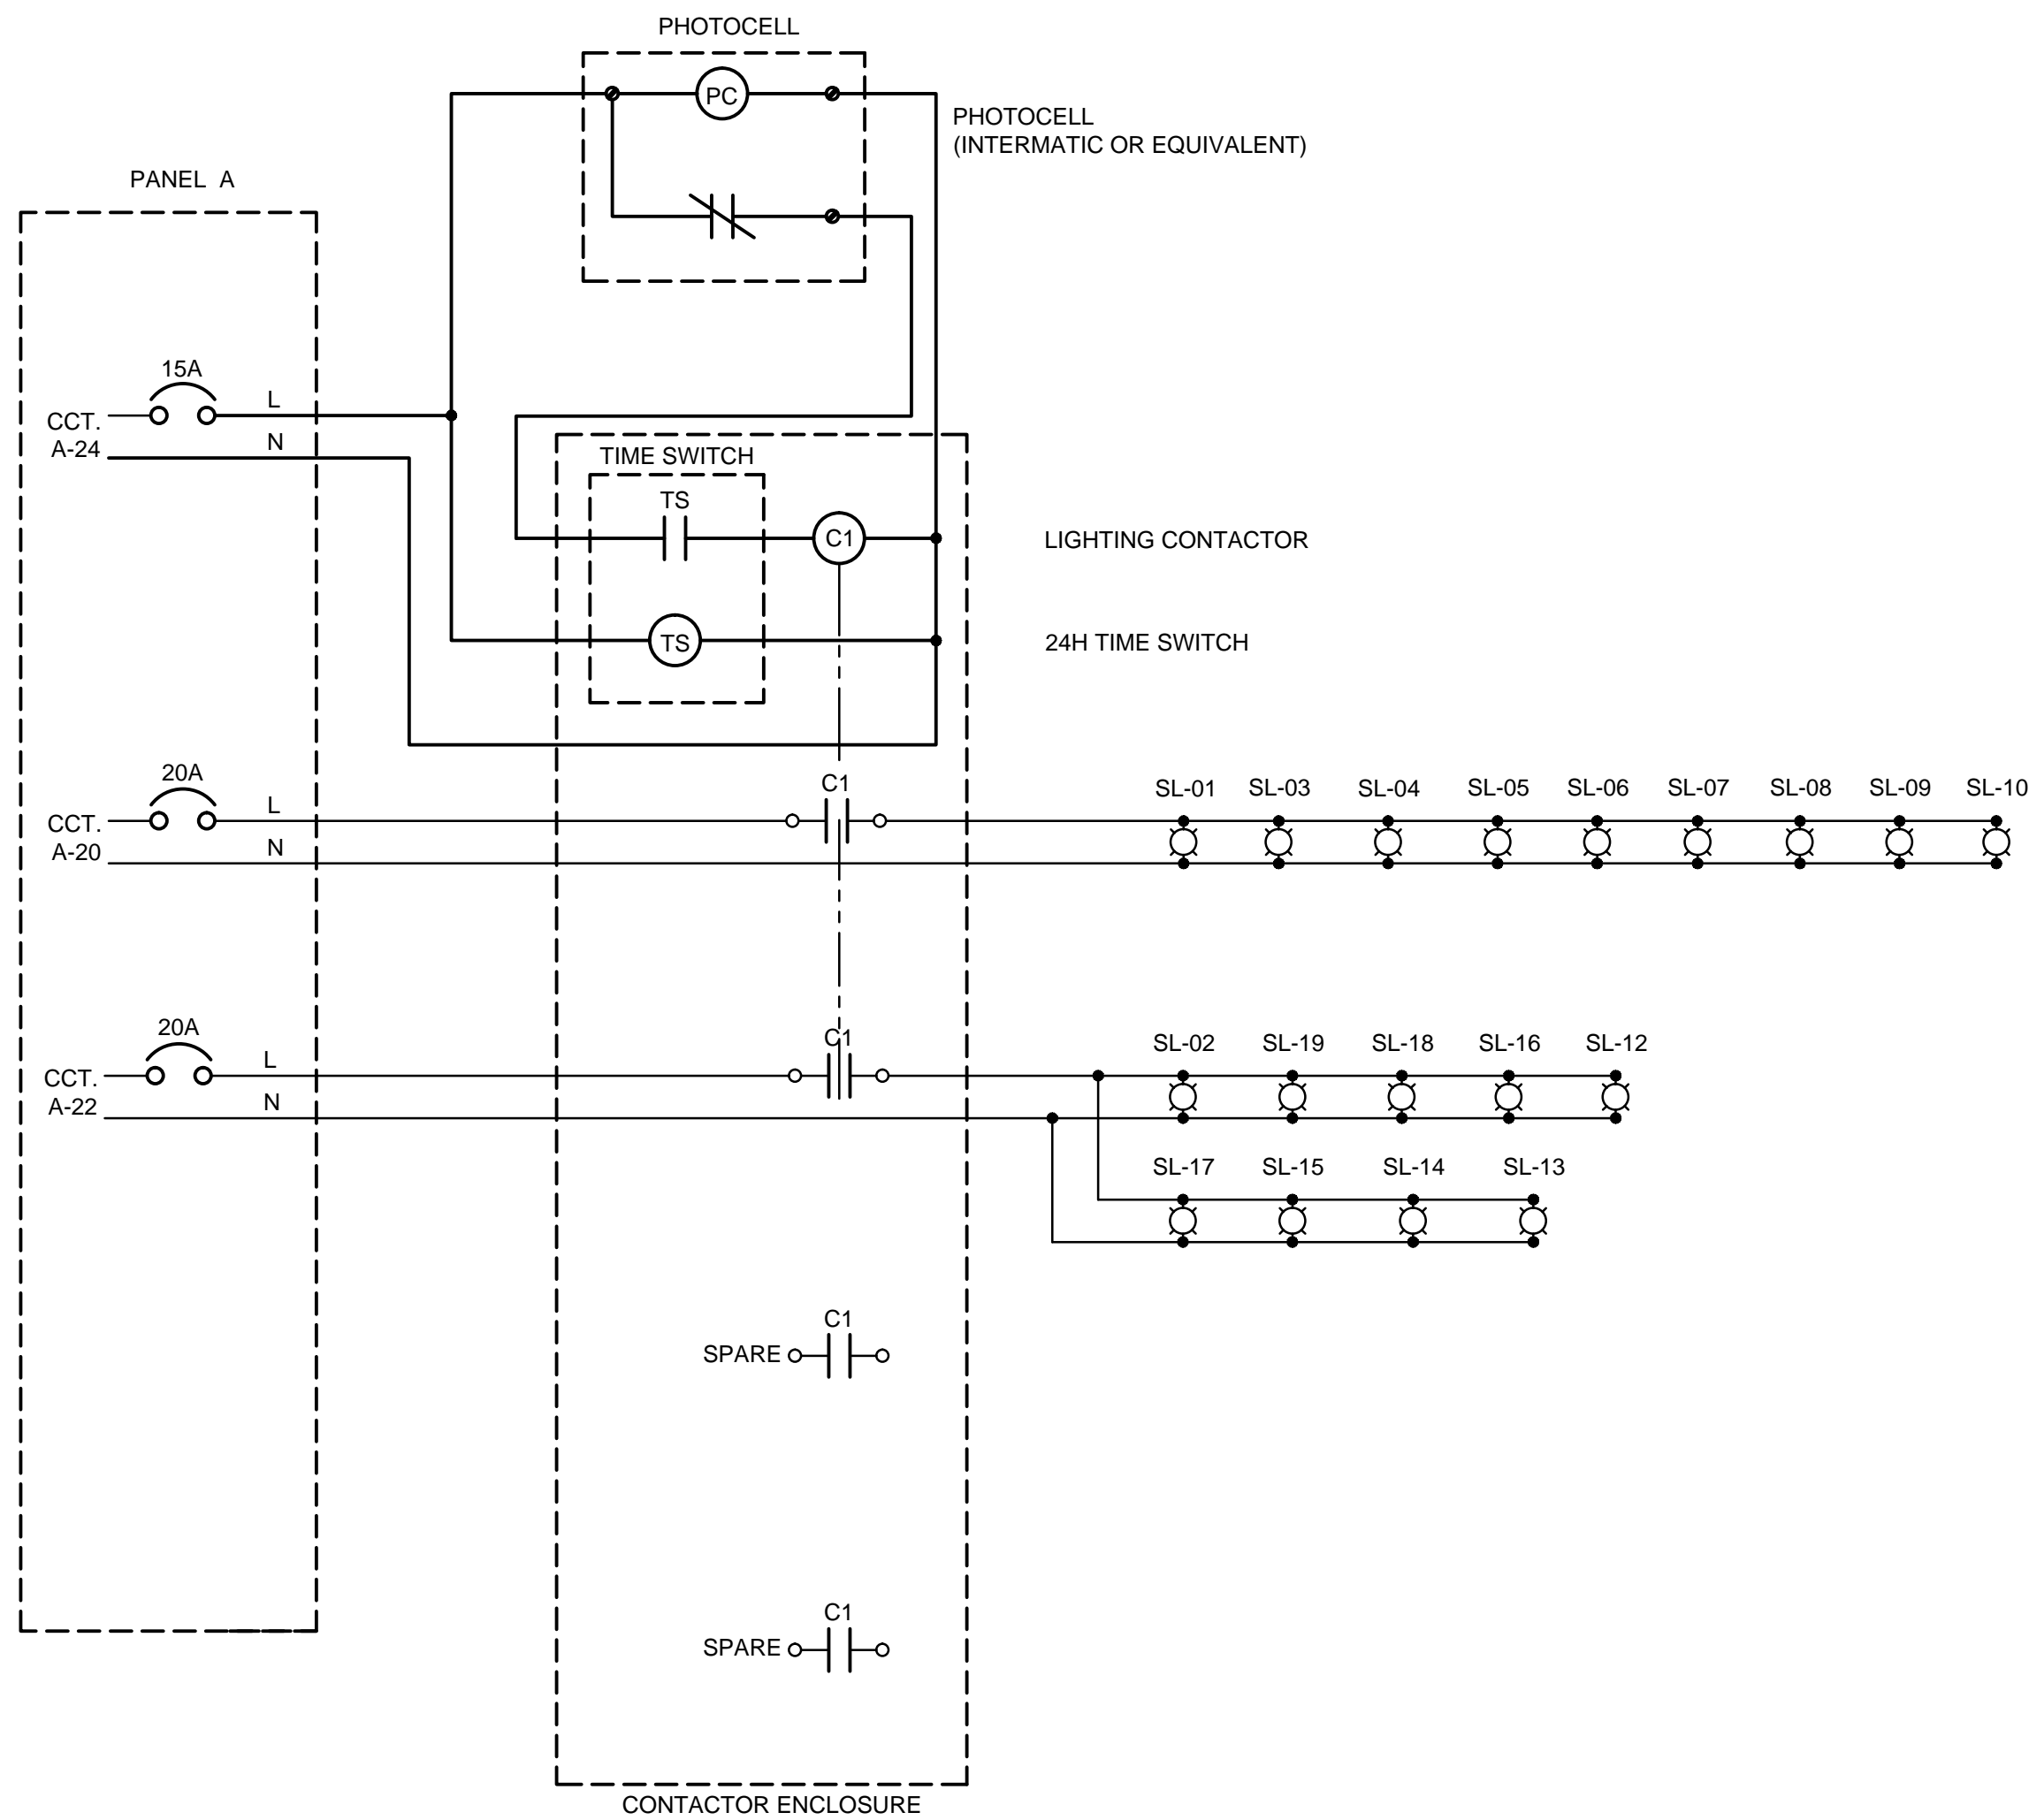 PHOTOCELL
PC
PHOTOCELL
(INTERMATIC OR EQUIVALENT)
PANEL A
15A
L
CCT.
A-24
N
TIME SWITCH
TS
C1
LIGHTING CONTACTOR
TS
24H TIME SWITCH
20A
L
CCT.
A-20
N
C1
SL-01 SL-03 SL-04 SL-05 SL-06 SL-07 SL-08 SL-09 SL-10
20A
L
CCT.
A-22
N
C1
SL-02 SL-19 SL-18 SL-16 SL-12
SL-17 SL-15 SL-14 SL-13
C1
SPARE
C1
SPARE
CONTACTOR ENCLOSURE